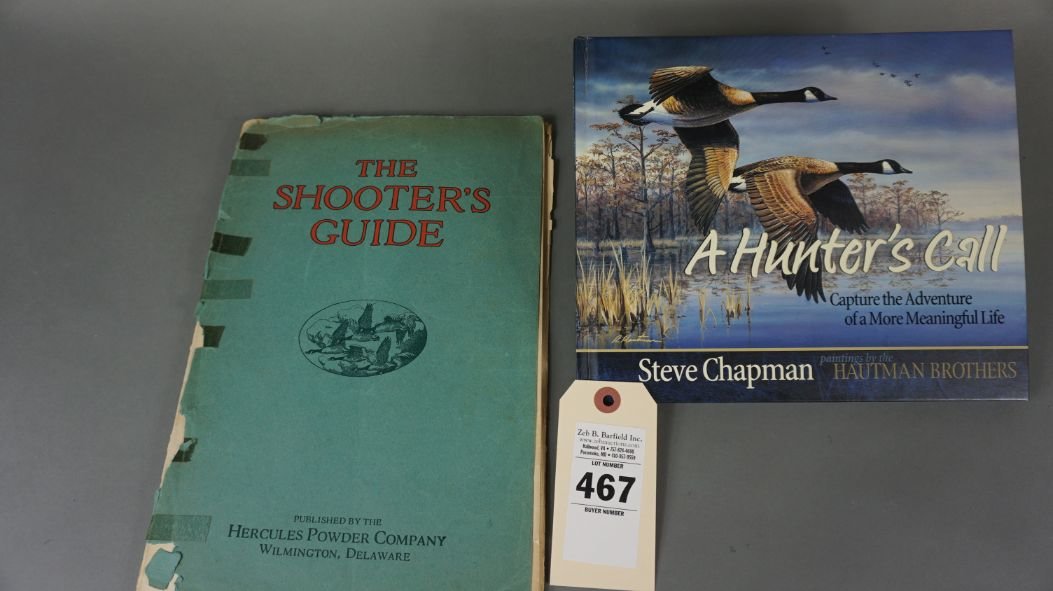 THE
SHOOTER'S
GUIDE
PUBLISHED BY THE
HERCULES POWDER COMPANY
WILMINGTON, DELAWARE
A Hunter's Call
Capture the Adventure
of a More Meaningful Life
Steve Chapman
paintings by the
HAUTMAN BROTHERS
Zeb B. Barfield Inc.
LOT NUMBER
467
BUYER NUMBER